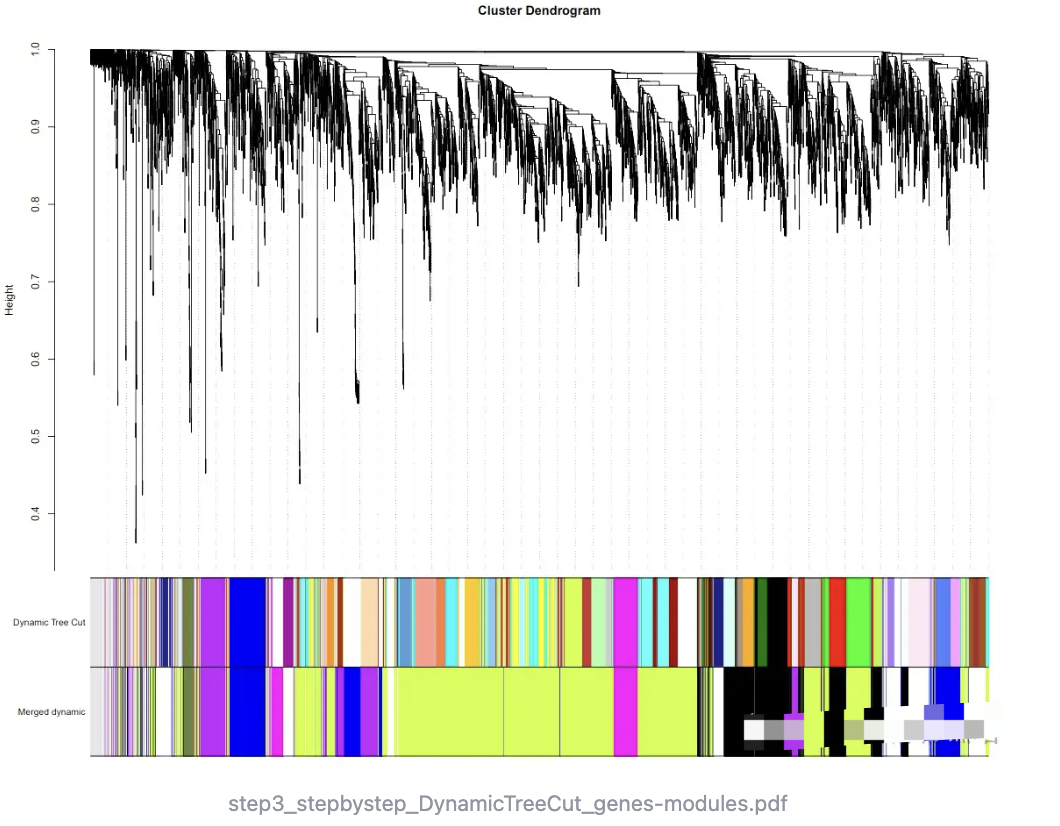 Cluster Dendrogram
1.0
0.9
0.8
0.7
0.6
0.5
0.4
Height
Dynamic Tree Cut
Merged dynamic
step3_stepbystep_DynamicTreeCut_genes-modules.pdf